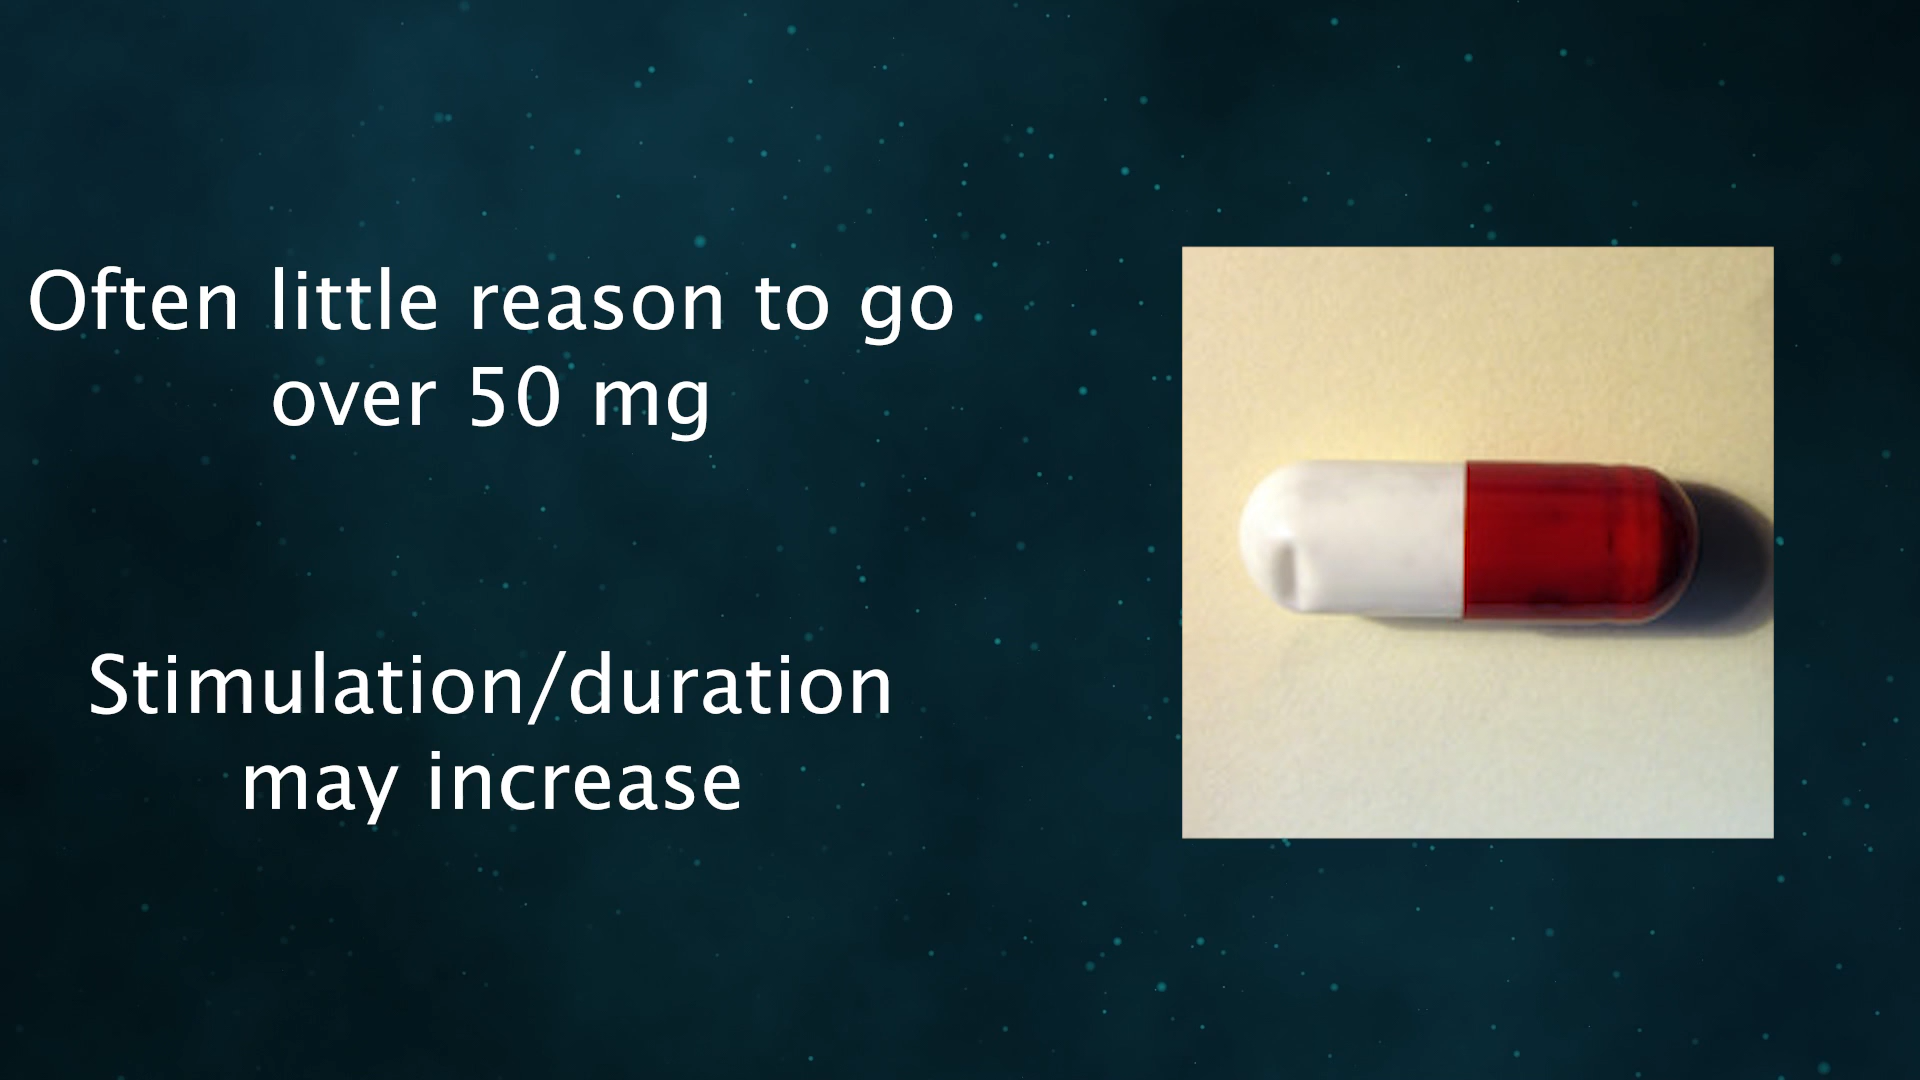 Often little reason to go
over 50 mg
Stimulation/duration
may increase